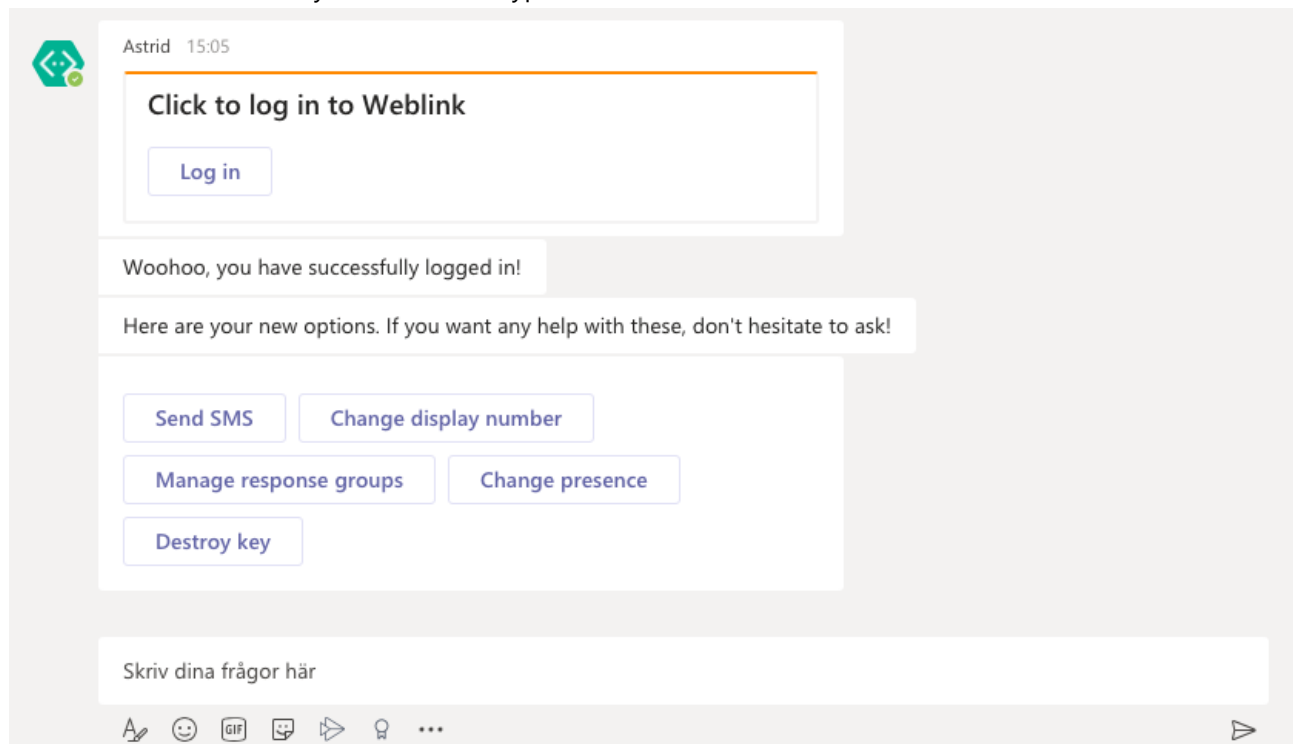 Astrid 15:05
Click to log in to Weblink
Log in
Woohoo, you have successfully logged in!
Here are your new options. If you want any help with these, don't hesitate to ask!
Send SMS Change display number
Manage response groups Change presence
Destroy key
Skriv dina frågor här
GIF